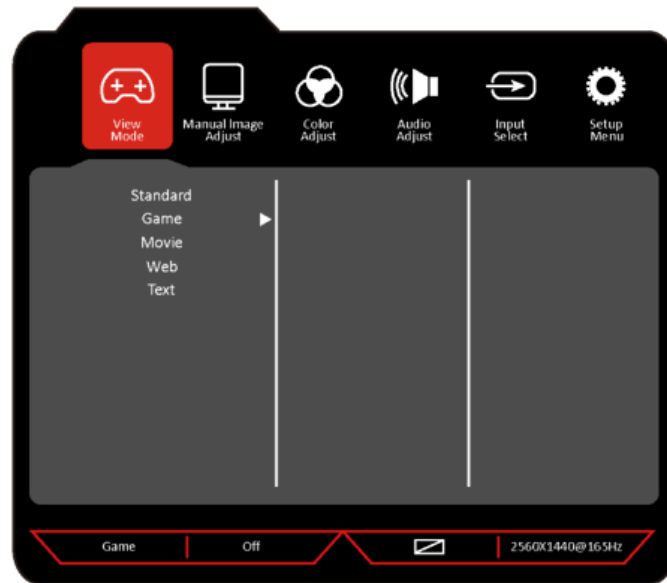 View
Mode
Manual Image
Adjust
Color
Adjust
Audio
Adjust
Input
Select
Setup
Menu
Standard
Game
Movie
Web
Text
Game
Off
2560X1440@165Hz